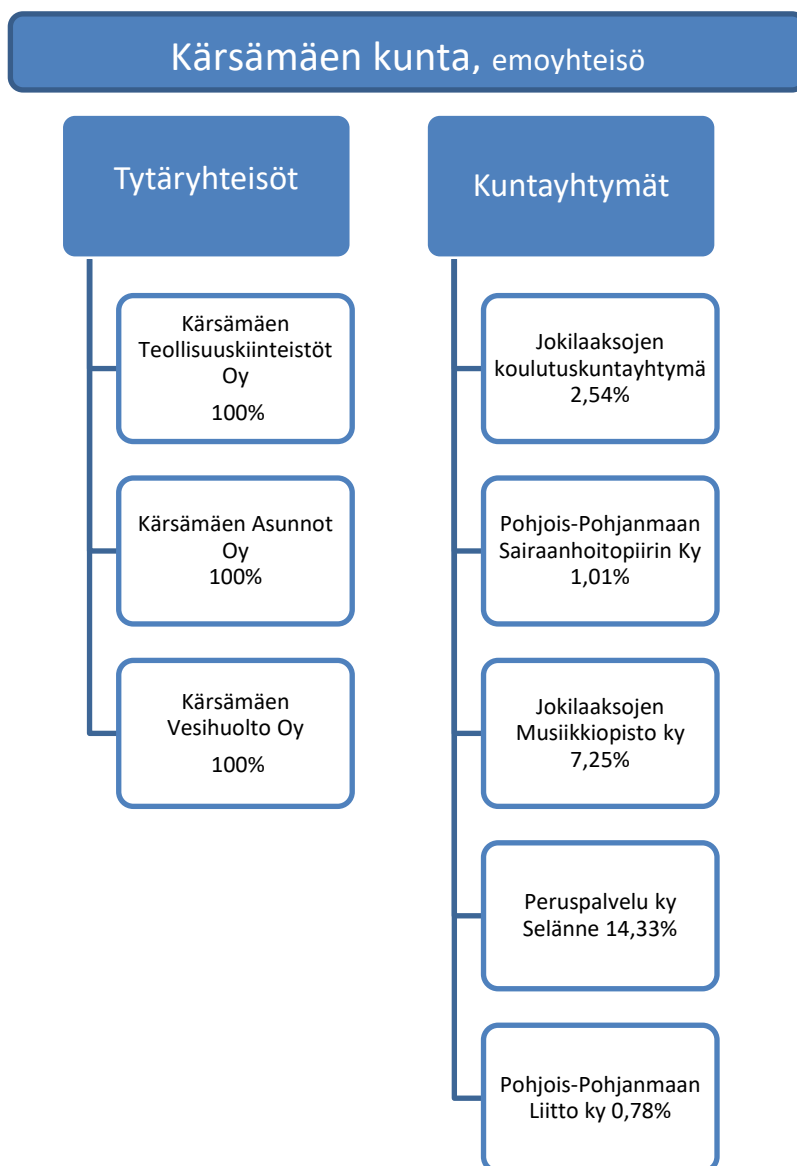 Kärsämäen kunta, emoyhteisö
Tytäryhteisöt
Kärsämäen
Teollisuuskiinteistöt
Oy
100%
Kärsämäen Asunnot
Oy
100%
Kärsämäen
Vesihuolto Oy
100%
Kuntayhtymät
Jokilaaksojen
koulutuskuntayhtymä
2,54%
Pohjois-Pohjanmaan
Sairaanhoitopiirin Ky
1,01%
Jokilaaksojen
Musiikkiopisto ky
7,25%
Peruspalvelu ky
Selänne 14,33%
Pohjois-Pohjanmaan
Liitto ky 0,78%